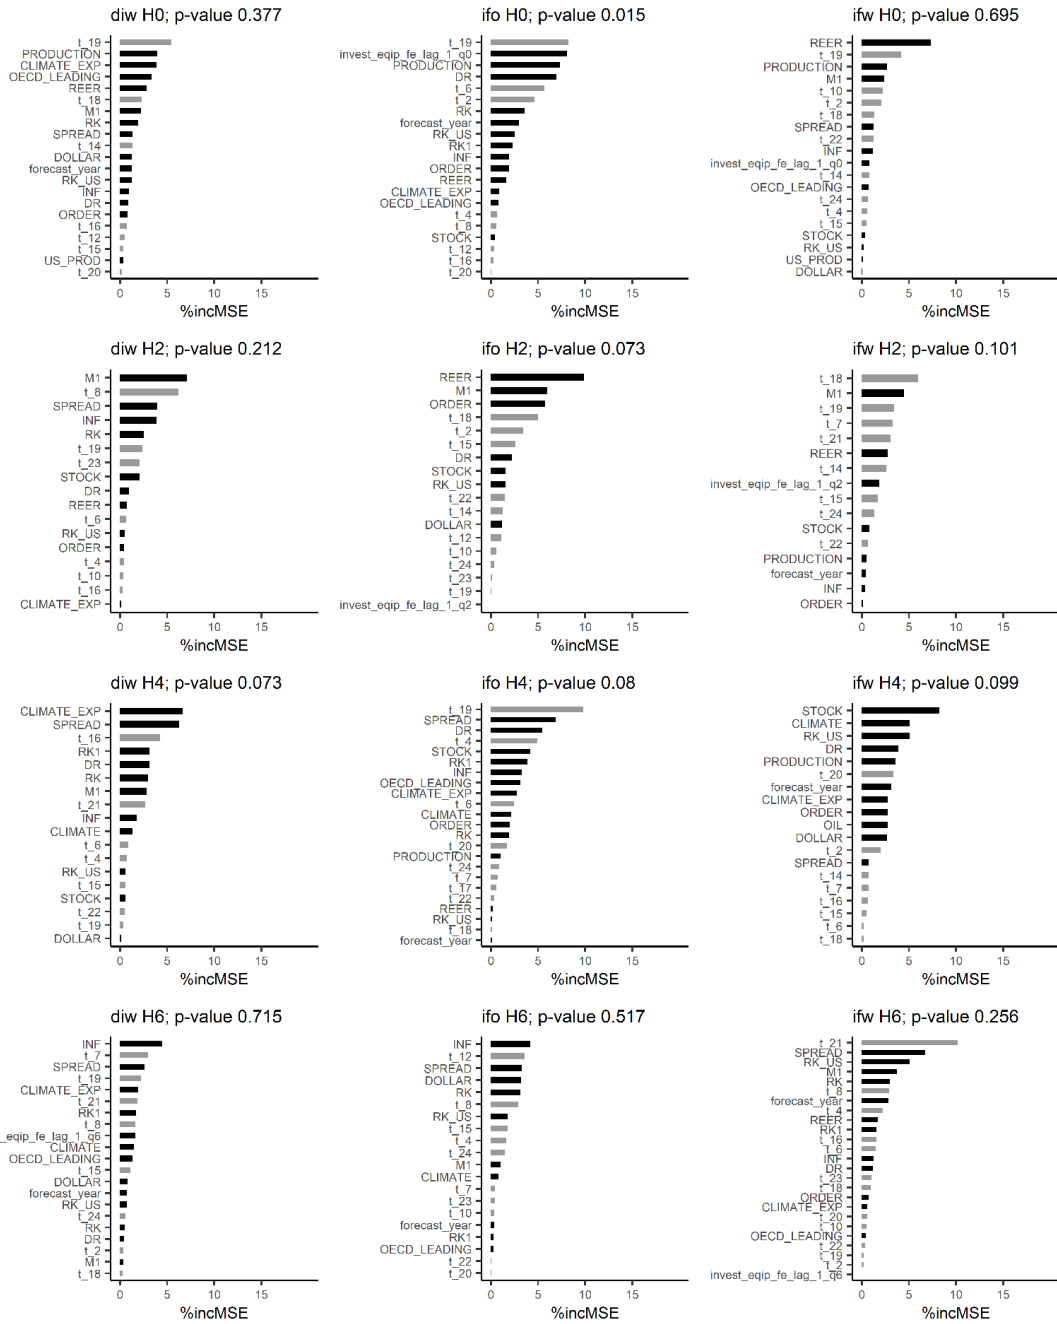 diw H0; p-value 0.377
t_19
PRODUCTION
CLIMATE_EXP
OECD_LEADING
REER
t_18
M1
RK
SPREAD
t_14
DOLLAR
forecast_year
RK_US
INF
DR
ORDER
t_16
t_12
t_15
US_PROD
t_20
0 5 10 15
%incMSE
ifo H0; p-value 0.015
t_19
invest_eqip_fe_lag_1_q0
PRODUCTION
DR
t_6
t_2
RK
forecast_year
RK_US
RK1
INF
ORDER
REER
CLIMATE_EXP
OECD_LEADING
t_4
t_8
STOCK
t_12
t_16
t_20
0 5 10 15
%incMSE
ifw H0; p-value 0.695
REER
t_19
PRODUCTION
M1
t_10
t_2
t_18
SPREAD
t_22
INF
invest_eqip_fe_lag_1_q0
t_14
OECD_LEADING
t_24
t_4
t_15
STOCK
RK_US
US_PROD
DOLLAR
0 5 10 15
%incMSE
diw H2; p-value 0.212
M1
t_8
SPREAD
INF
RK
t_19
t_23
STOCK
DR
REER
t_6
RK_US
ORDER
t_4
t_10
t_16
CLIMATE_EXP
0 5 10 15
%incMSE
ifo H2; p-value 0.073
REER
M1
ORDER
t_18
t_2
t_15
DR
STOCK
RK_US
t_22
t_14
DOLLAR
t_12
t_10
t_24
t_23
t_19
invest_eqip_fe_lag_1_q2
0 5 10 15
%incMSE
ifw H2; p-value 0.101
t_18
M1
t_19
t_7
t_21
REER
t_14
invest_eqip_fe_lag_1_q2
t_15
t_24
STOCK
t_22
PRODUCTION
forecast_year
INF
ORDER
0 5 10 15
%incMSE
diw H4; p-value 0.073
CLIMATE_EXP
SPREAD
t_16
RK1
DR
RK
M1
t_21
INF
CLIMATE
t_6
t_4
RK_US
t_15
STOCK
t_22
t_19
DOLLAR
0 5 10 15
%incMSE
ifo H4; p-value 0.08
t_19
SPREAD
DR
t_4
STOCK
RK1
INF
OECD_LEADING
CLIMATE_EXP
t_6
CLIMATE
ORDER
RK
t_20
PRODUCTION
t_24
t_7
t_17
t_22
REER
RK_US
t_18
forecast_year
0 5 10 15
%incMSE
ifw H4; p-value 0.099
STOCK
CLIMATE
RK_US
DR
PRODUCTION
t_20
forecast_year
CLIMATE_EXP
ORDER
OIL
DOLLAR
t_2
SPREAD
t_14
t_7
t_16
t_15
t_6
t_18
0 5 10 15
%incMSE
diw H6; p-value 0.715
INF
t_7
SPREAD
t_19
CLIMATE_EXP
t_21
RK1
t_8
_eqip_fe_lag_1_q6
CLIMATE
OECD_LEADING
t_15
DOLLAR
forecast_year
RK_US
t_24
RK
DR
t_2
M1
t_18
0 5 10 15
%incMSE
ifo H6; p-value 0.517
INF
t_12
SPREAD
DOLLAR
RK
t_8
RK_US
t_15
t_4
t_24
M1
CLIMATE
t_7
t_23
t_10
forecast_year
RK1
OECD_LEADING
t_22
t_20
0 5 10 15
%incMSE
ifw H6; p-value 0.256
t_21
SPREAD
RK_US
M1
RK
t_8
forecast_year
t_4
REER
RK1
t_16
t_6
INF
DR
t_23
t_18
ORDER
CLIMATE_EXP
t_20
t_10
OECD_LEADING
t_22
t_19
t_2
invest_eqip_fe_lag_1_q6
0 5 10 15
%incMSE